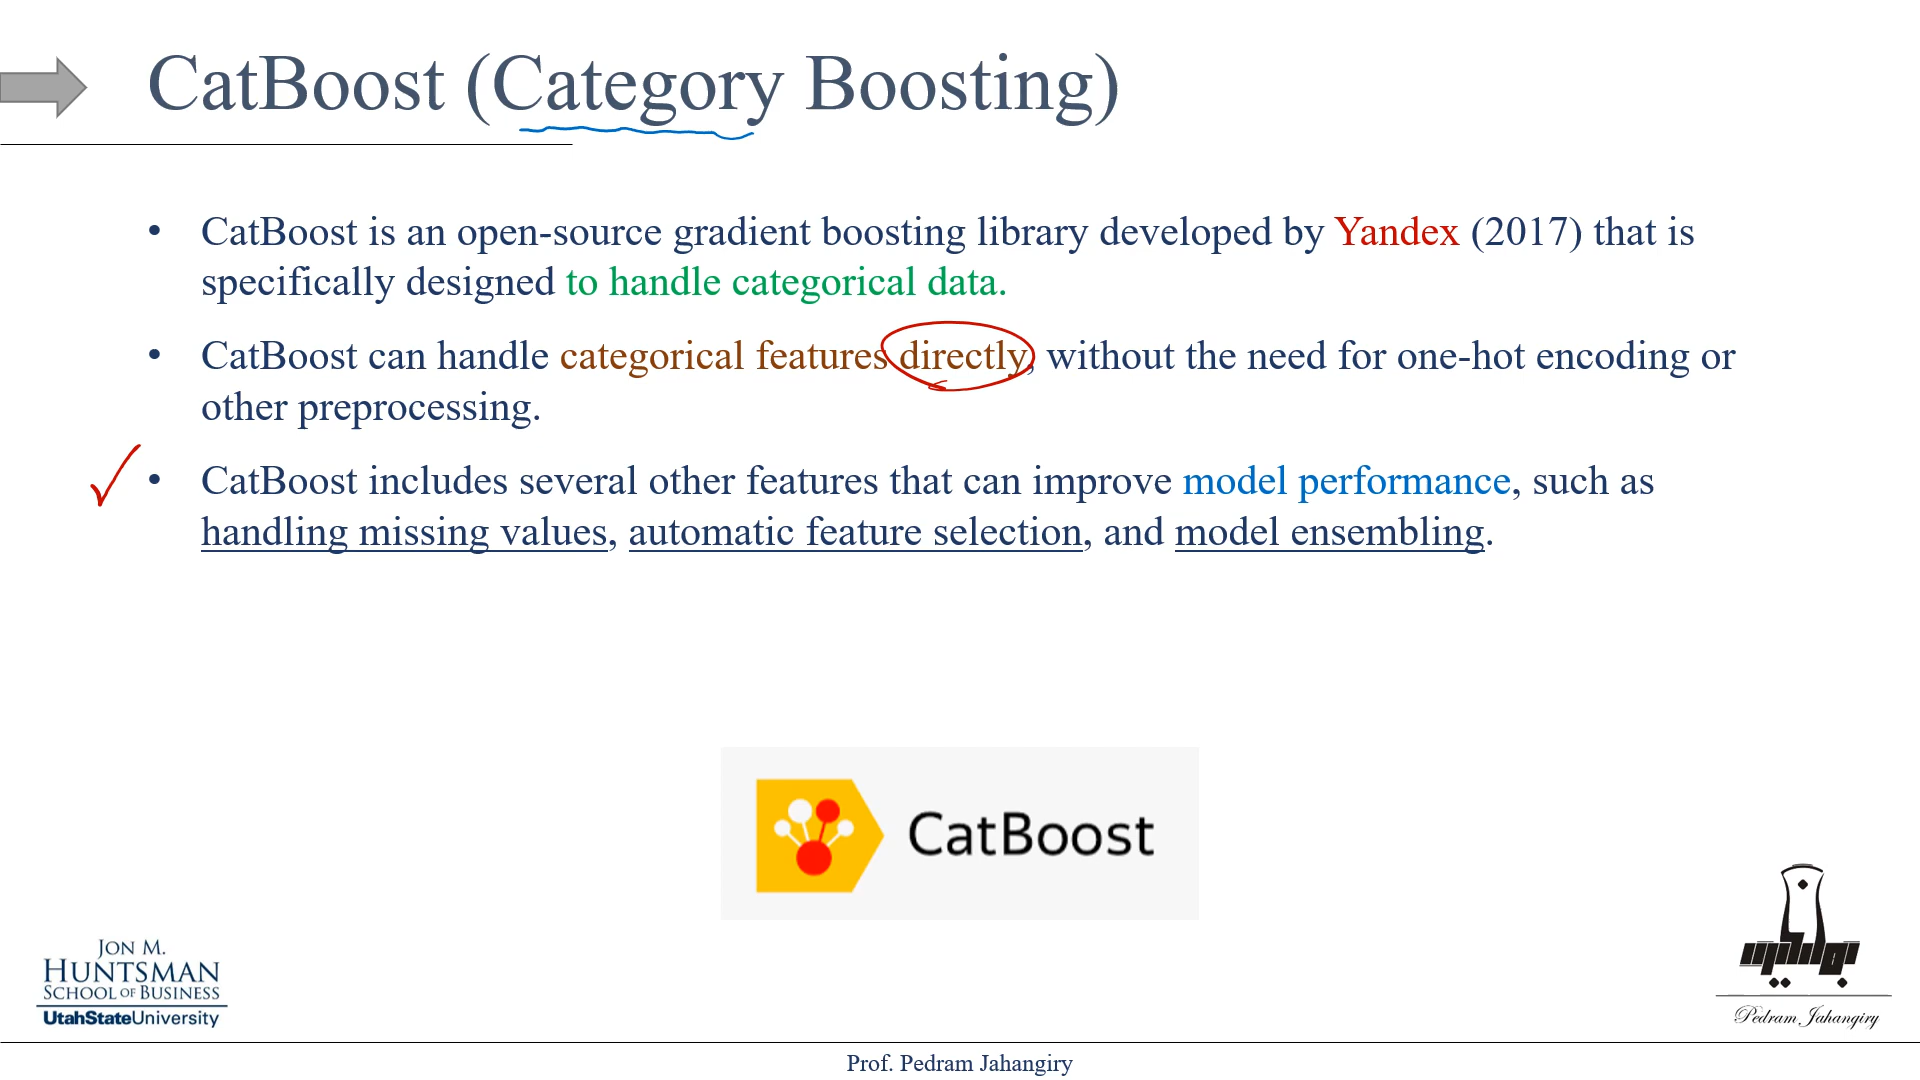 CatBoost (Category Boosting)
• CatBoost is an open-source gradient boosting library developed by Yandex (2017) that is
specifically designed to handle categorical data.
• CatBoost can handle categorical features directly, without the need for one-hot encoding or
other preprocessing.
• CatBoost includes several other features that can improve model performance, such as
handling missing values, automatic feature selection, and model ensembling.
CatBoost
JON M.
HUNTSMAN
SCHOOL OF BUSINESS
UtahStateUniversity
Pedram Jahangiry
Prof. Pedram Jahangiry